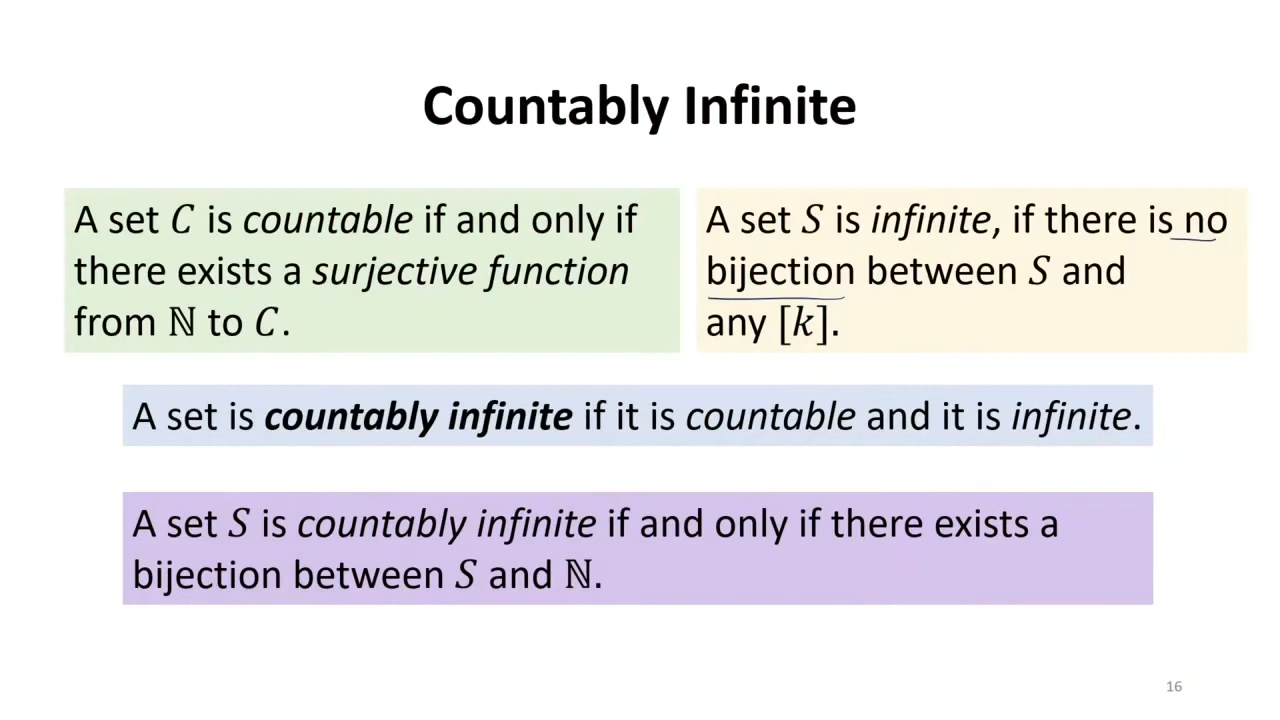 Countably Infinite
A set 𝐶 is countable if and only if
there exists a surjective function
from ℕ to 𝐶.
A set 𝑆 is infinite, if there is no
bijection between 𝑆 and
any [𝑘].
A set is countably infinite if it is countable and it is infinite.
A set 𝑆 is countably infinite if and only if there exists a
bijection between 𝑆 and ℕ.
16